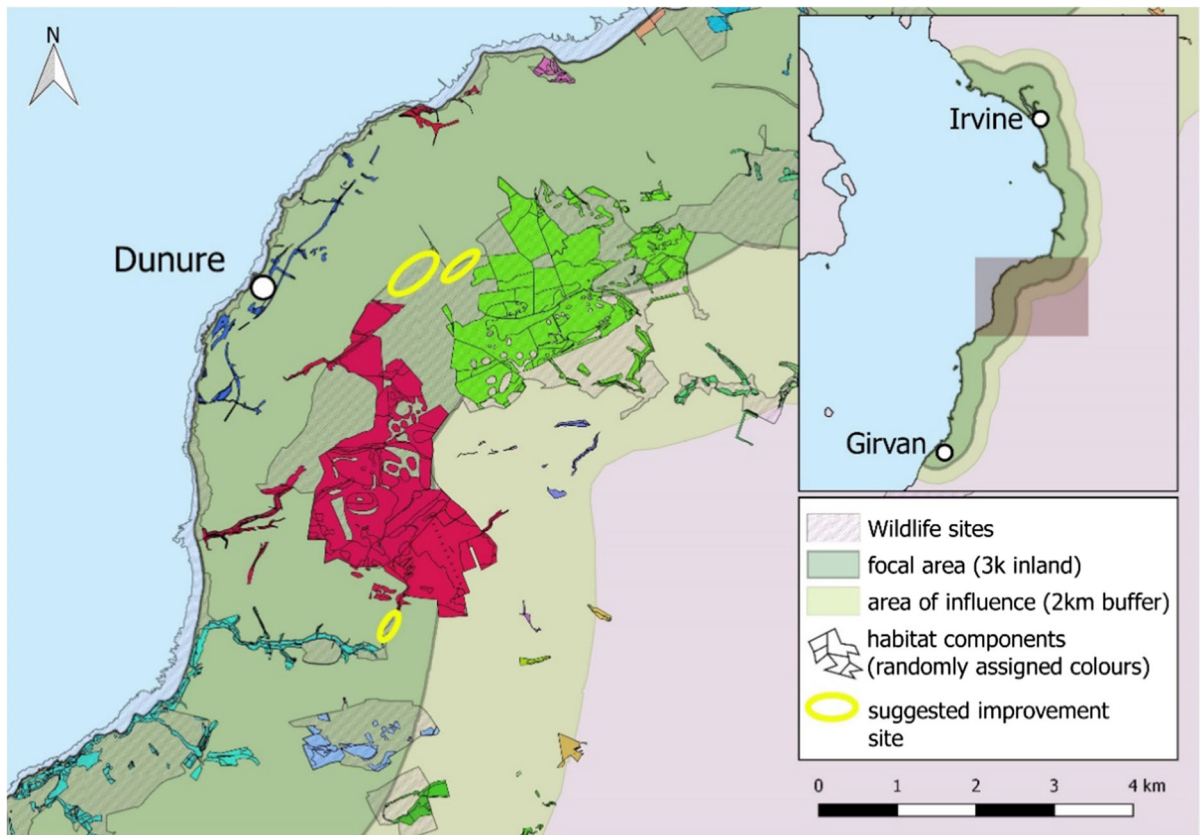 N
Irvine
Dunure
Girvan
Wildlife sites
focal area (3k inland)
area of influence (2km buffer)
habitat components
(randomly assigned colours)
suggested improvement
site
0 1 2 3 4 km